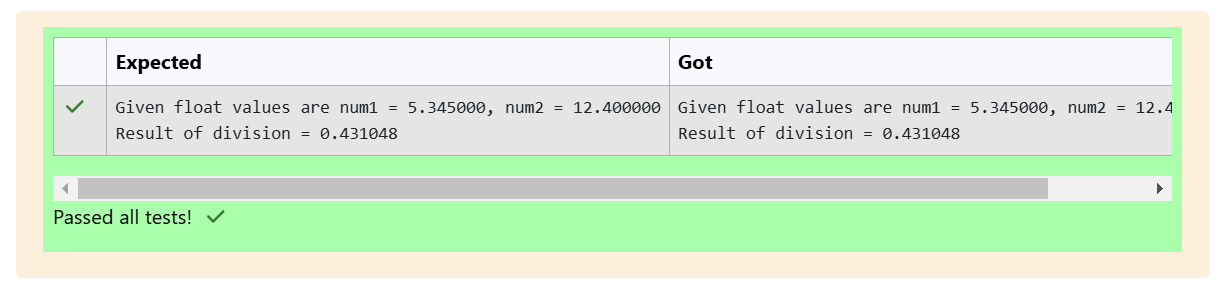 Expected Got
Given float values are num1 = 5.345000, num2 = 12.400000 Given float values are num1 = 5.345000, num2 = 12.4
Result of division = 0.431048 Result of division = 0.431048
Passed all tests!